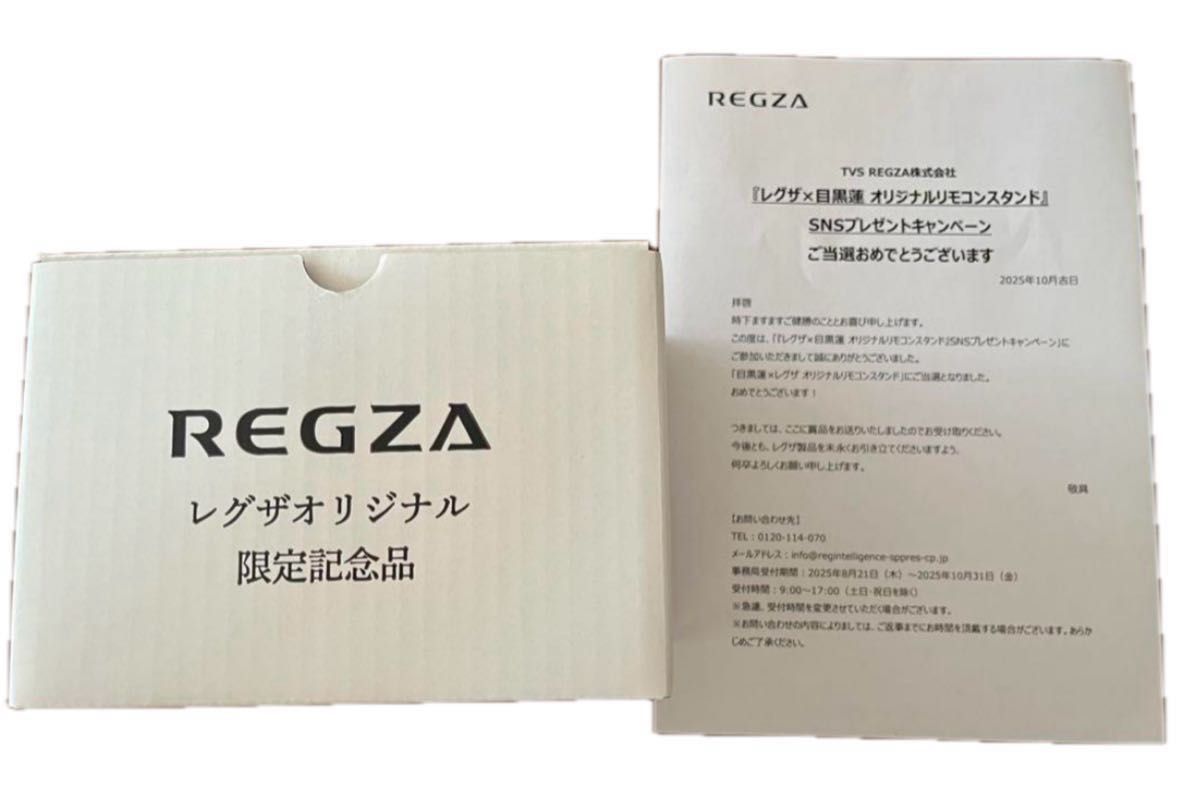 REGZA
レグザオリジナル
限定記念品
REGZA
TVS REGZA株式会社
『レグザ×目黒蓮 オリジナルリモコンスタンド』
SNSプレゼントキャンペーン
ご当選おめでとうございます
2025年10月吉日
拝啓
時下ますますご健勝のこととお喜び申し上げます。
この度は、「『レグザ×目黒蓮 オリジナルリモコンスタンド』SNSプレゼントキャンペーン」に
ご参加いただきまして誠にありがとうございました。
「目黒蓮×レグザ オリジナルリモコンスタンド」にご当選となりました。
おめでとうございます！
つきましては、ここに賞品をお送りいたしましたのでお受け取りください。
今後とも、レグザ製品を末永くお引き立てくださいますよう、
何卒よろしくお願い申し上げます。
敬具
【お問い合わせ先】
TEL：0120-114-070
メールアドレス：info@regintelligence-sppres-cp.jp
事務局受付期間：2025年8月21日（木）～2025年10月31日（金）
受付時間：9:00～17:00（土日・祝日を除く）
※急遽、受付時間を変更させていただく場合がございます。
※お問い合わせの内容によりましては、ご返事までにお時間を頂戴する場合がございます。あらか
じめご了承ください。